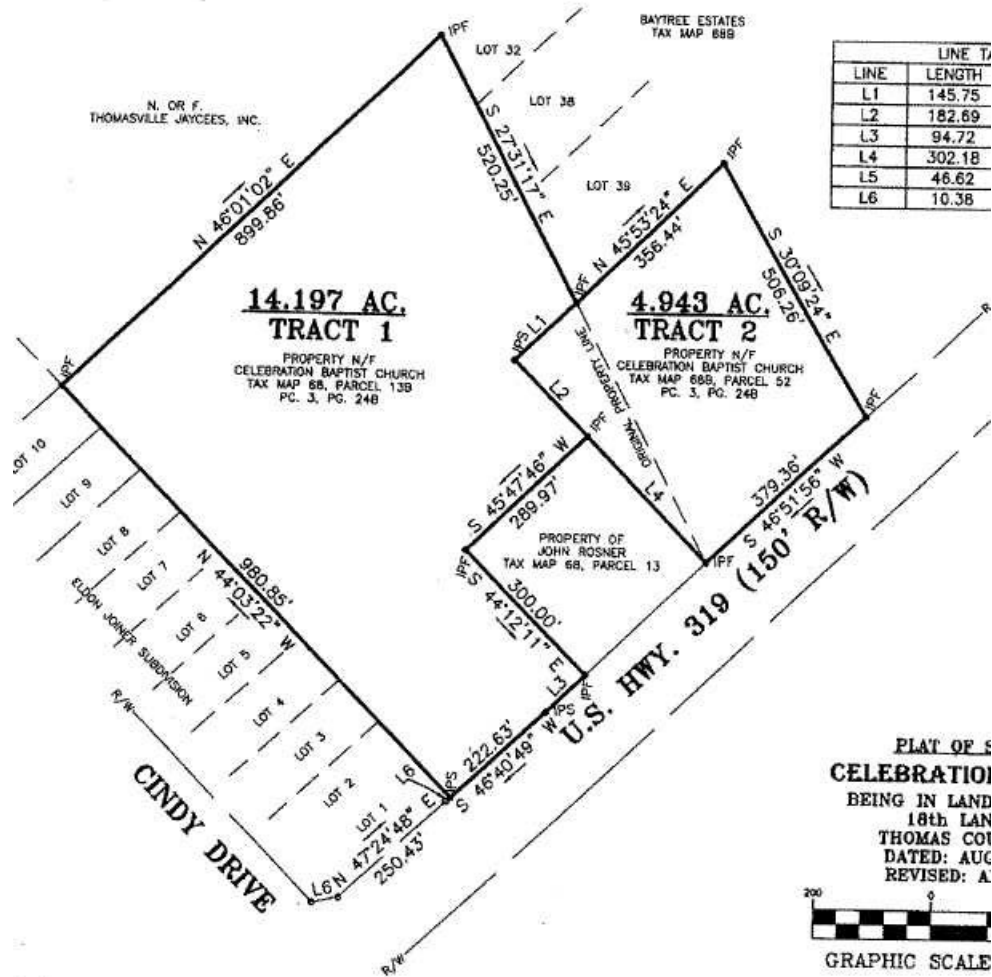 BAYTREE ESTATES
TAX MAP 68B
LOT 32
IPF
N. OR F.
THOMASVILLE JAYCEES, INC.
LOT 38
LINE TA
LINE LENGTH
L1 145.75
L2 182.69
L3 94.72
L4 302.18
L5 46.62
L6 10.38
S 27°31'17" E
520.25'
LOT 39
IPF
N 46°01'02" E
899.86'
N 45°53'24" E
356.44'
S 30°09'24" E
506.26'
IPF
14.197 AC.
TRACT 1
PROPERTY N/F
CELEBRATION BAPTIST CHURCH
TAX MAP 68, PARCEL 13B
PC. 3, PG. 24B
4.943 AC.
TRACT 2
PROPERTY N/F
CELEBRATION BAPTIST CHURCH
TAX MAP 68B, PARCEL 52
PC. 3, PG. 24B
R/W
IPS
L1
L2
ORIGINAL PROPERTY LINE
IPF
IPF
IPF
LOT 10
LOT 9
LOT 8
LOT 7
LOT 6
LOT 5
LOT 4
LOT 3
LOT 2
LOT 1
ELDON JOINER SUBDIVISION
N 44°03'22" W
980.85'
S 45°47'46" W
289.97'
L4
379.36'
S 46°51'56" W
PROPERTY OF
JOHN ROSNER
TAX MAP 68, PARCEL 13
IPF
IPF
S 44°12'11" E
300.00'
U.S. HWY. 319 (150' R/W)
IPF
L3
IPS
222.63'
S 46°40'49" W
IPS
L6
R/W
CINDY DRIVE
N 47°24'48" E
250.43'
L6
R/W
PLAT OF S
CELEBRATION
BEING IN LAND
18th LAN
THOMAS COU
DATED: AUG
REVISED: A
200 0
GRAPHIC SCALE